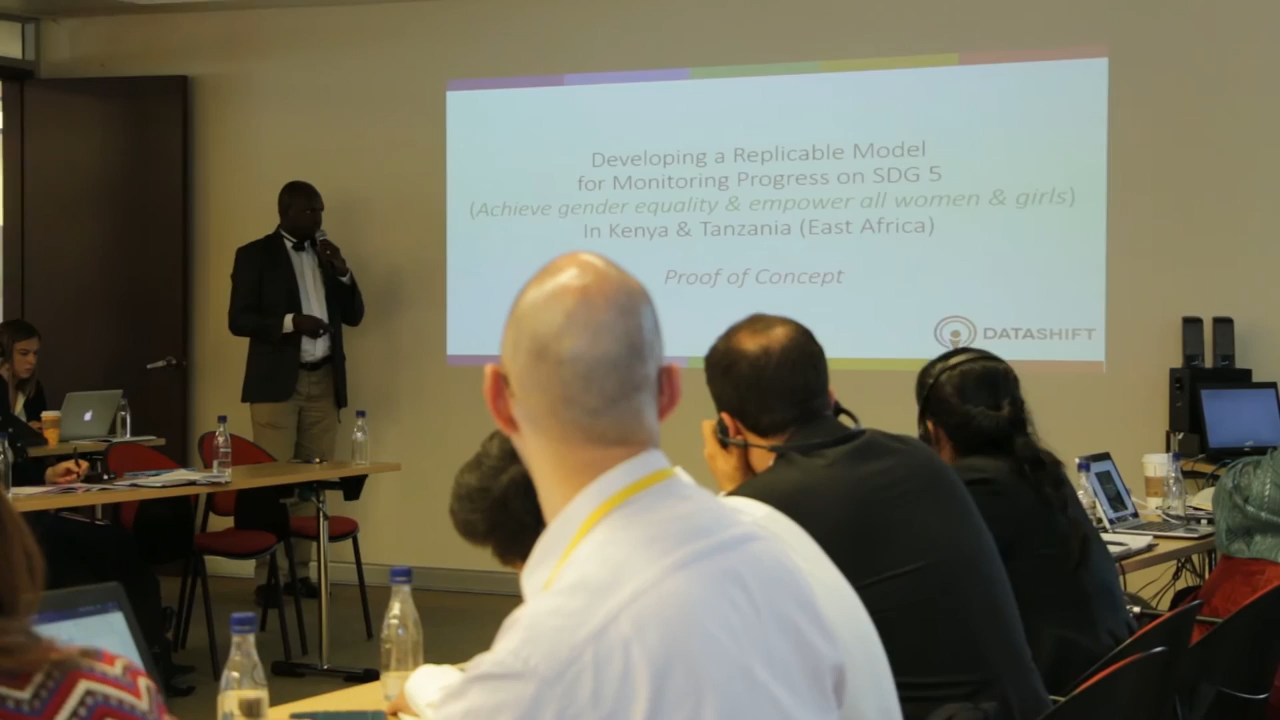 Developing a Replicable Model
for Monitoring Progress on SDG 5
(Achieve gender equality & empower all women & girls)
In Kenya & Tanzania (East Africa)
Proof of Concept
DATASHIFT